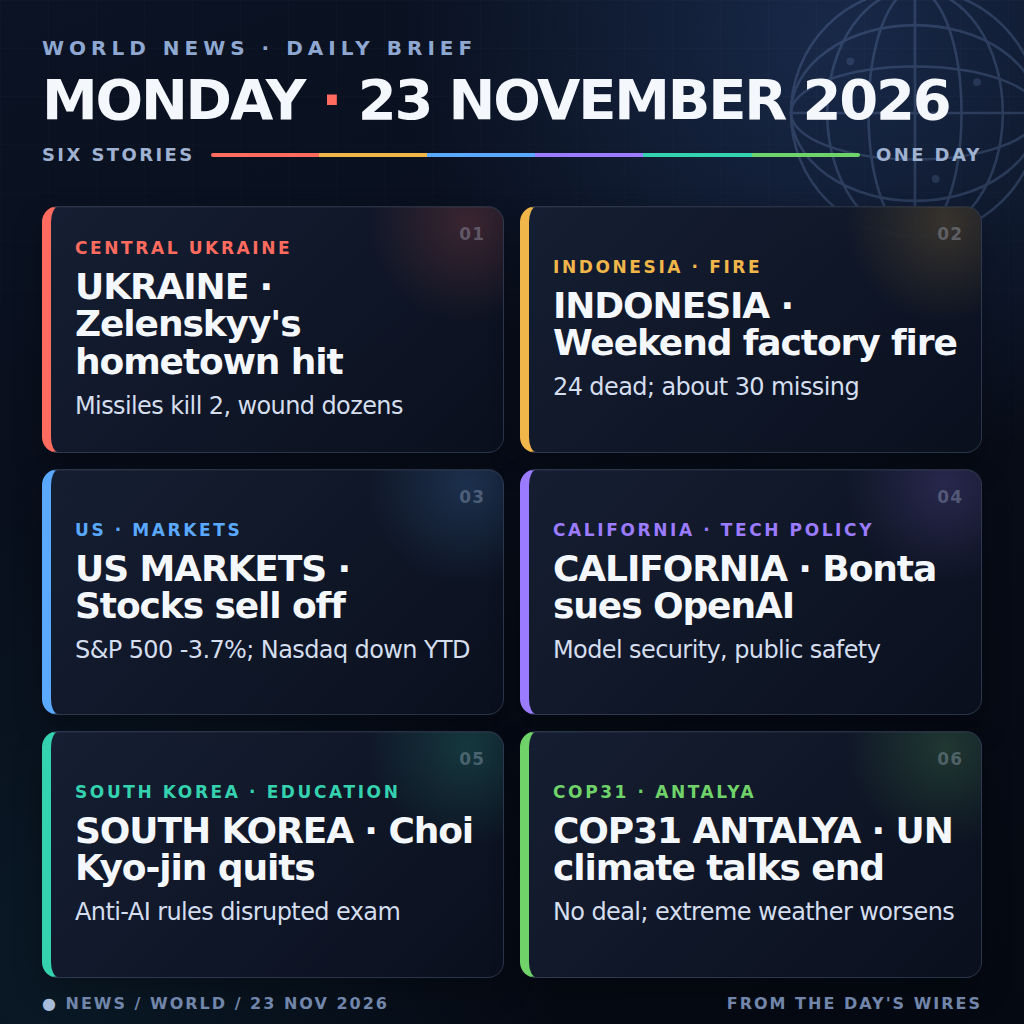 WORLD NEWS · DAILY BRIEF
MONDAY · 23 NOVEMBER 2026
SIX STORIES
ONE DAY
01
CENTRAL UKRAINE
UKRAINE ·
Zelenskyy's
hometown hit
Missiles kill 2, wound dozens
02
INDONESIA · FIRE
INDONESIA ·
Weekend factory fire
24 dead; about 30 missing
03
US · MARKETS
US MARKETS ·
Stocks sell off
S&P 500 -3.7%; Nasdaq down YTD
04
CALIFORNIA · TECH POLICY
CALIFORNIA · Bonta
sues OpenAI
Model security, public safety
05
SOUTH KOREA · EDUCATION
SOUTH KOREA · Choi
Kyo-jin quits
Anti-AI rules disrupted exam
06
COP31 · ANTALYA
COP31 ANTALYA · UN
climate talks end
No deal; extreme weather worsens
● NEWS / WORLD / 23 NOV 2026
FROM THE DAY'S WIRES